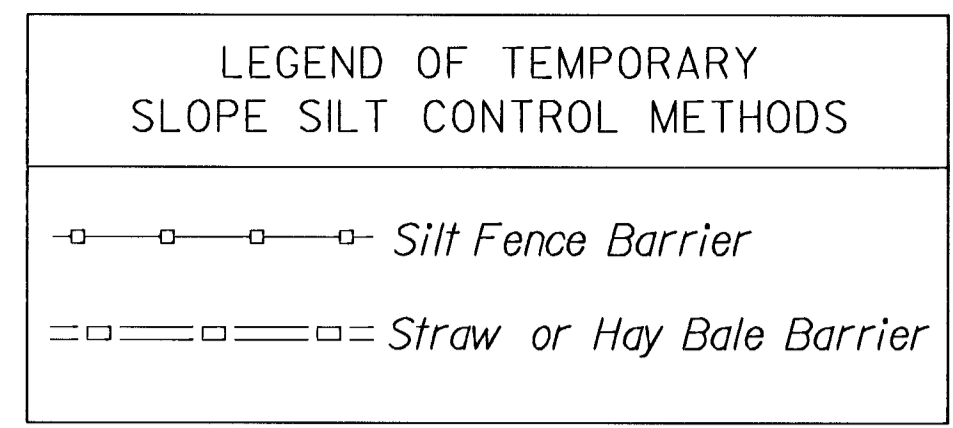 LEGEND OF TEMPORARY
SLOPE SILT CONTROL METHODS
Silt Fence Barrier
Straw or Hay Bale Barrier